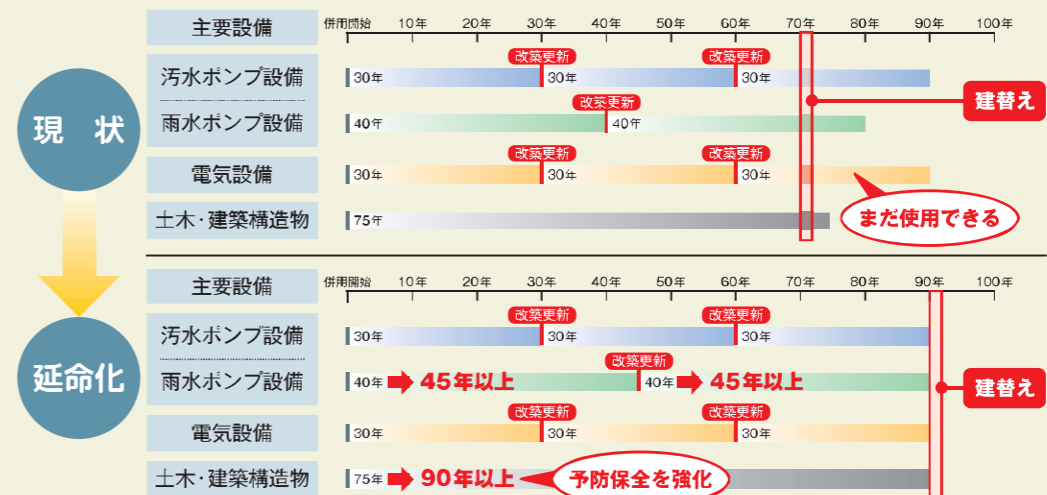 現状
主要設備
併用開始 10年 20年 30年 40年 50年 60年 70年 80年 90年 100年
改築更新 改築更新
汚水ポンプ設備 30年 30年 30年
建替え
改築更新
雨水ポンプ設備 40年 40年
改築更新 改築更新
電気設備 30年 30年 30年
土木・建築構造物 75年
まだ使用できる
延命化
主要設備
併用開始 10年 20年 30年 40年 50年 60年 70年 80年 90年 100年
改築更新 改築更新
汚水ポンプ設備 30年 30年 30年
改築更新
雨水ポンプ設備 40年 45年以上 40年 45年以上
建替え
改築更新 改築更新
電気設備 30年 30年 30年
土木・建築構造物 75年 90年以上 予防保全を強化